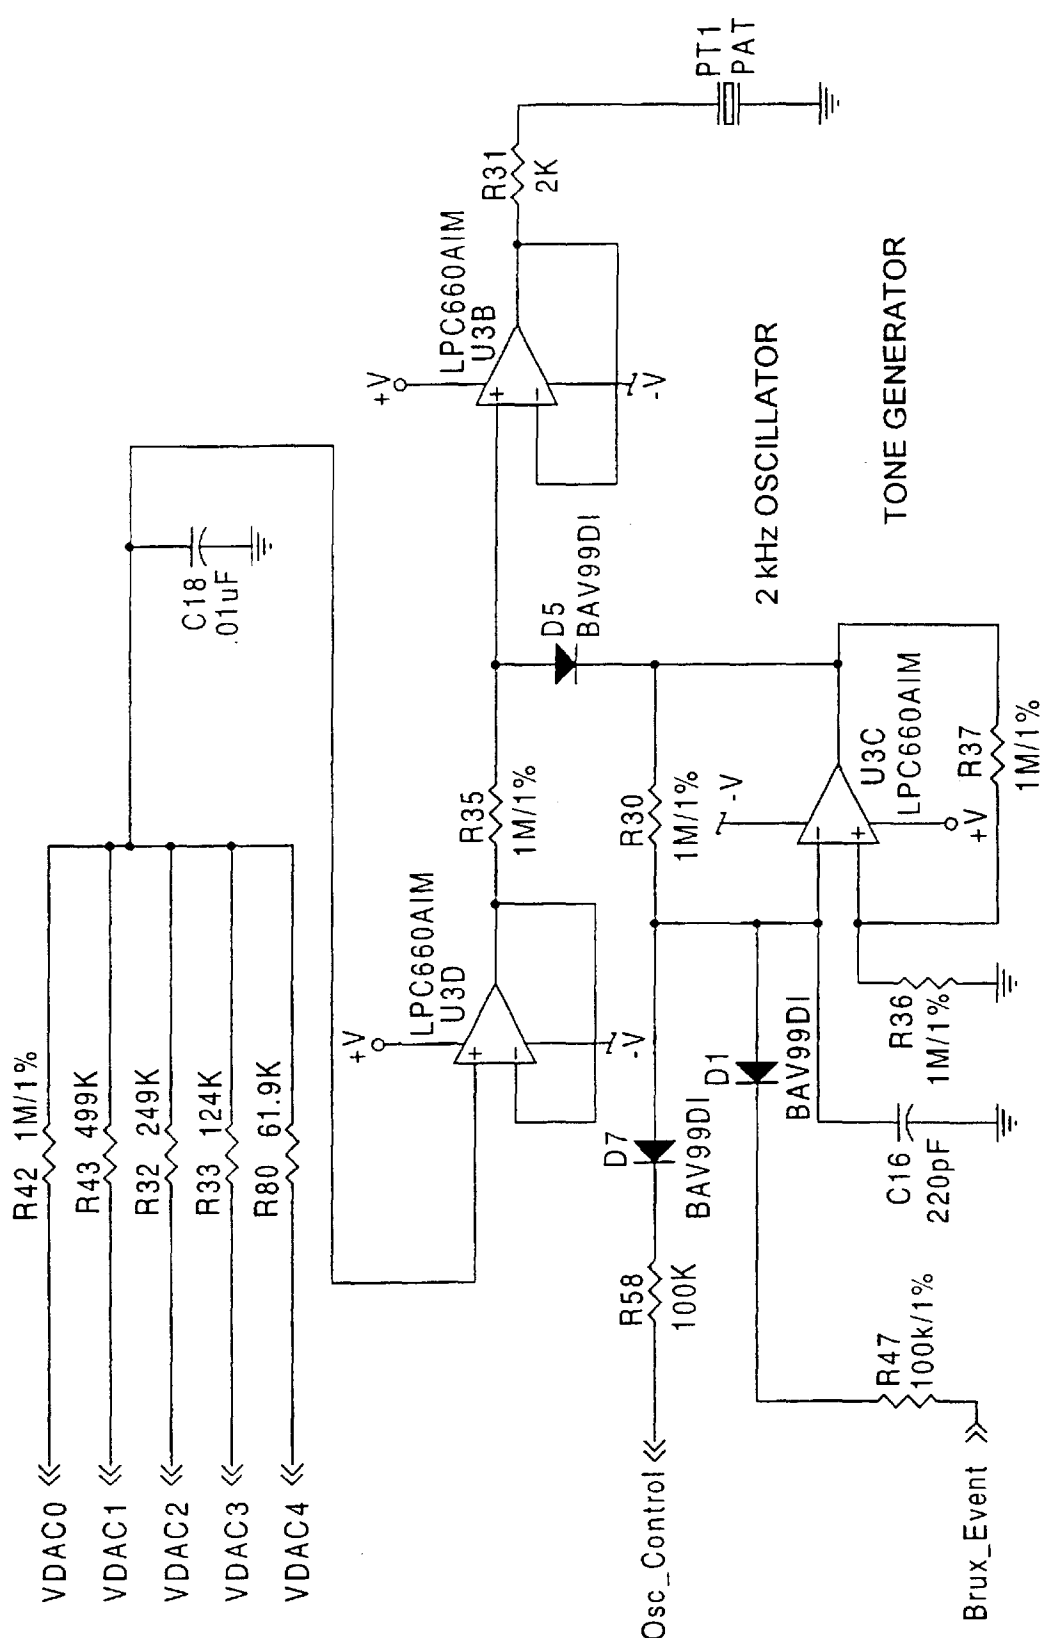 VDAC0
R42 1M/1%
VDAC1
R43 499K
VDAC2
R32 249K
VDAC3
R33 124K
VDAC4
R80 61.9K
C18
.01uF
+V
LPC660AIM
U3D
+
−
-V
R35
1M/1%
+V
LPC660AIM
U3B
+
−
-V
R31
2K
PT1
PAT
D5
BAV99DI
Osc_Control
R58
100K
D7
BAV99DI
R30
1M/1%
D1
BAV99DI
-V
−
+
+V
U3C
LPC660AIM
R37
1M/1%
R36
1M/1%
C16
220pF
R47
100k/1%
Brux_Event
2 kHz OSCILLATOR
TONE GENERATOR